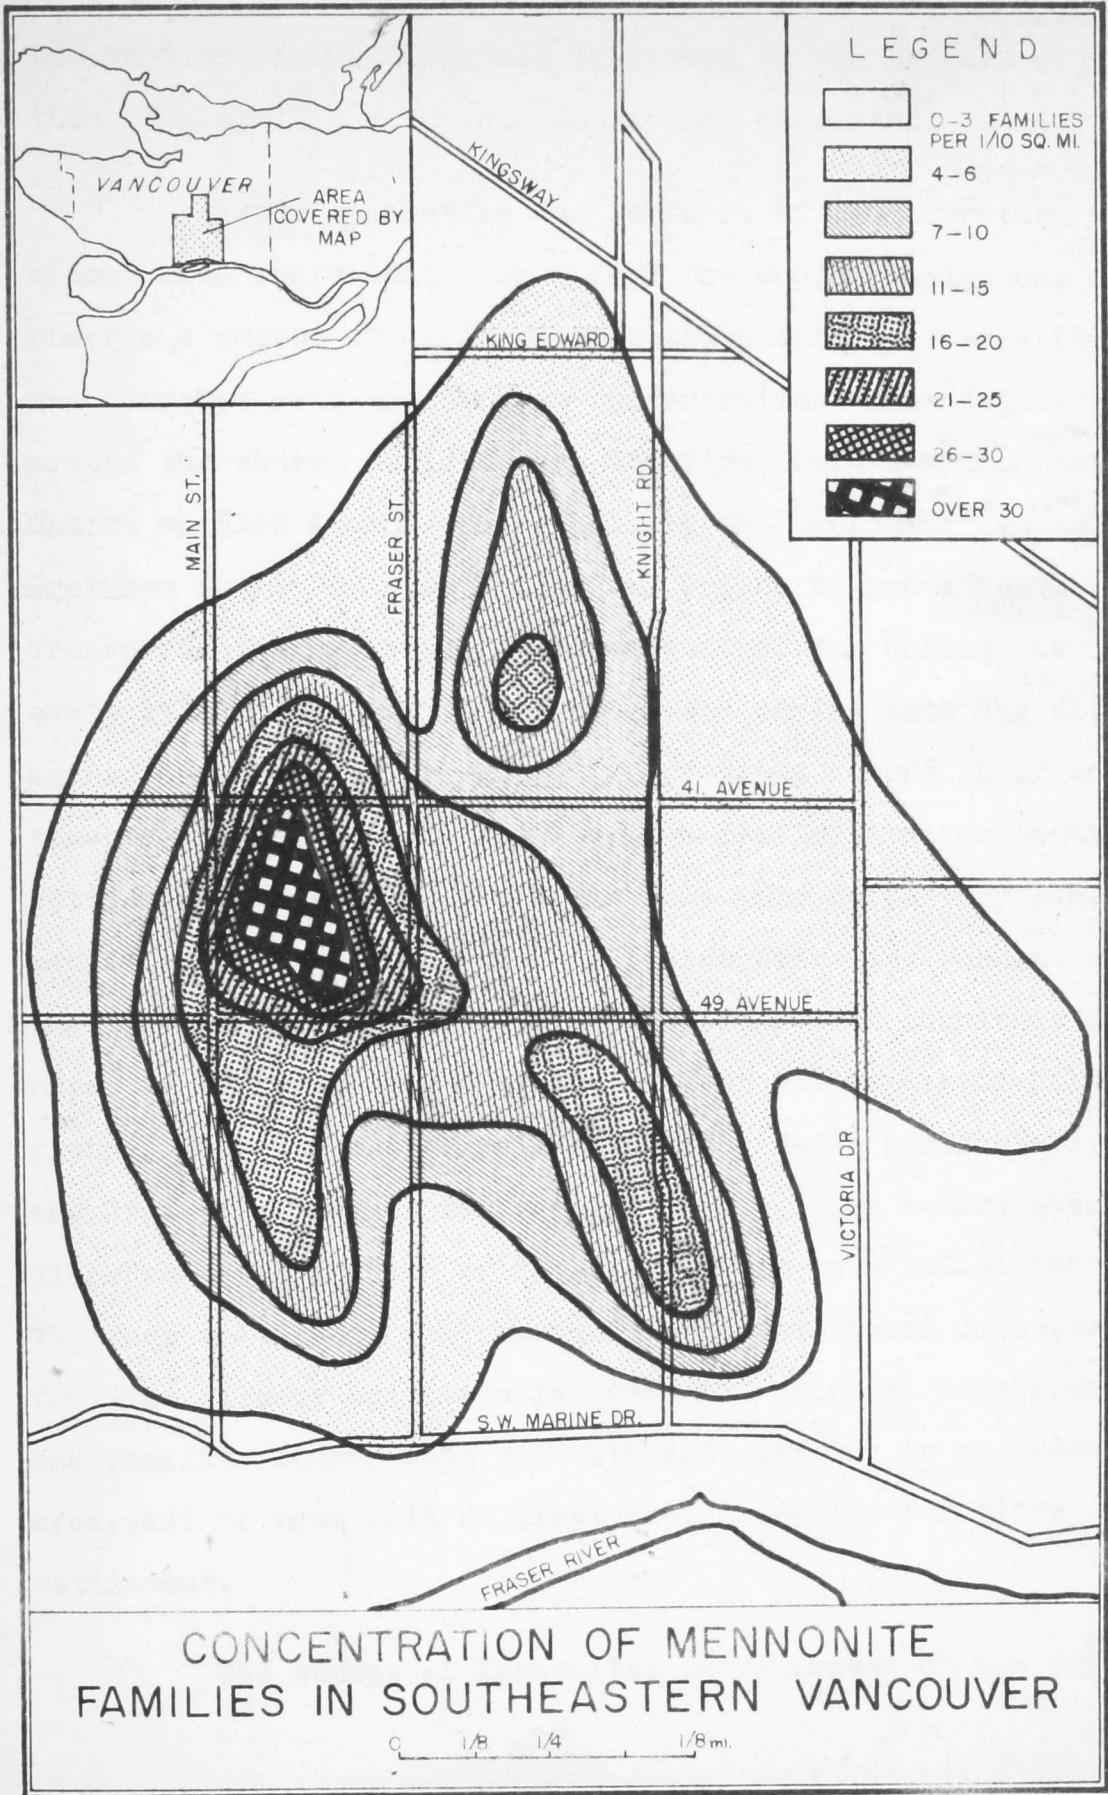 LEGEND
0-3 FAMILIES
PER 1/10 SQ. MI.
4-6
7-10
11-15
16-20
21-25
26-30
OVER 30
VANCOUVER
AREA
COVERED BY
MAP
KINGSWAY
KING EDWARD
MAIN ST.
FRASER ST.
KNIGHT RD.
41. AVENUE
49. AVENUE
VICTORIA DR
S.W. MARINE DR.
FRASER RIVER
CONCENTRATION OF MENNONITE
FAMILIES IN SOUTHEASTERN VANCOUVER
0 1/8 1/4 1/8 mi.